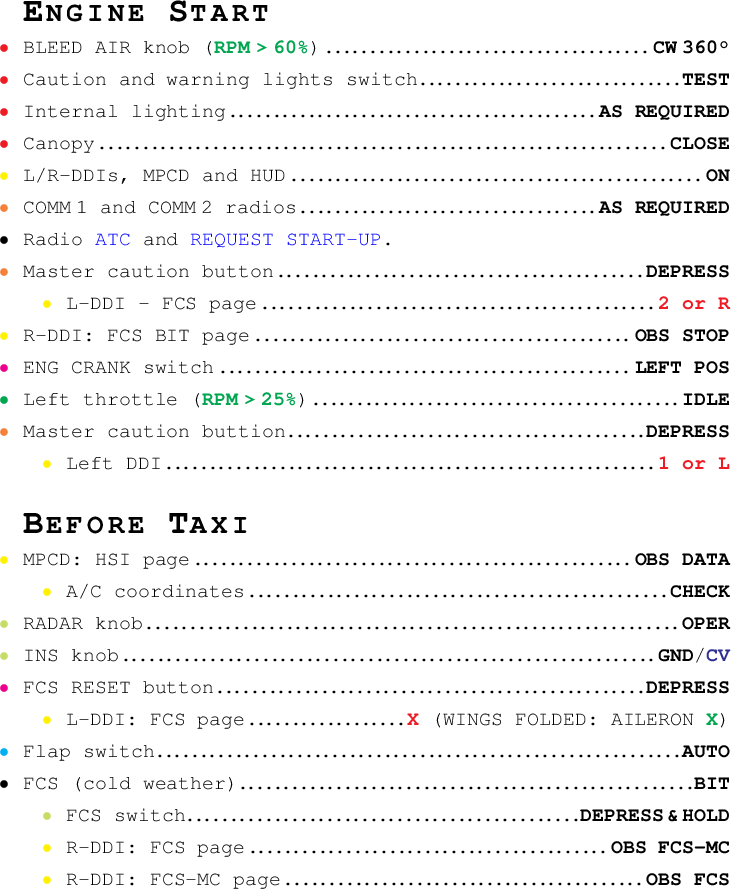 ENGINE START
● BLEED AIR knob (RPM > 60%) .................................... CW 360°
● Caution and warning lights switch.............................TEST
● Internal lighting.........................................AS REQUIRED
● Canopy...............................................................CLOSE
● L/R-DDIs, MPCD and HUD ............................................. ON
● COMM 1 and COMM 2 radios.................................AS REQUIRED
● Radio ATC and REQUEST START-UP.
● Master caution button.........................................DEPRESS
● L-DDI - FCS page ............................................2 or R
● R-DDI: FCS BIT page ......................................... OBS STOP
● ENG CRANK switch ............................................. LEFT POS
● Left throttle (RPM > 25%) ........................................ IDLE
● Master caution buttion........................................DEPRESS
● Left DDI......................................................1 or L
BEFORE TAXI
● MPCD: HSI page ................................................ OBS DATA
● A/C coordinates...............................................CHECK
● RADAR knob...........................................................OPER
● INS knob...........................................................GND/CV
● FCS RESET button...............................................DEPRESS
● L-DDI: FCS page..................X (WINGS FOLDED: AILERON X)
● Flap switch..........................................................AUTO
● FCS (cold weather)..................................................BIT
● FCS switch...........................................DEPRESS & HOLD
● R-DDI: FCS page ........................................ OBS FCS-MC
● R-DDI: FCS-MC page........................................OBS FCS